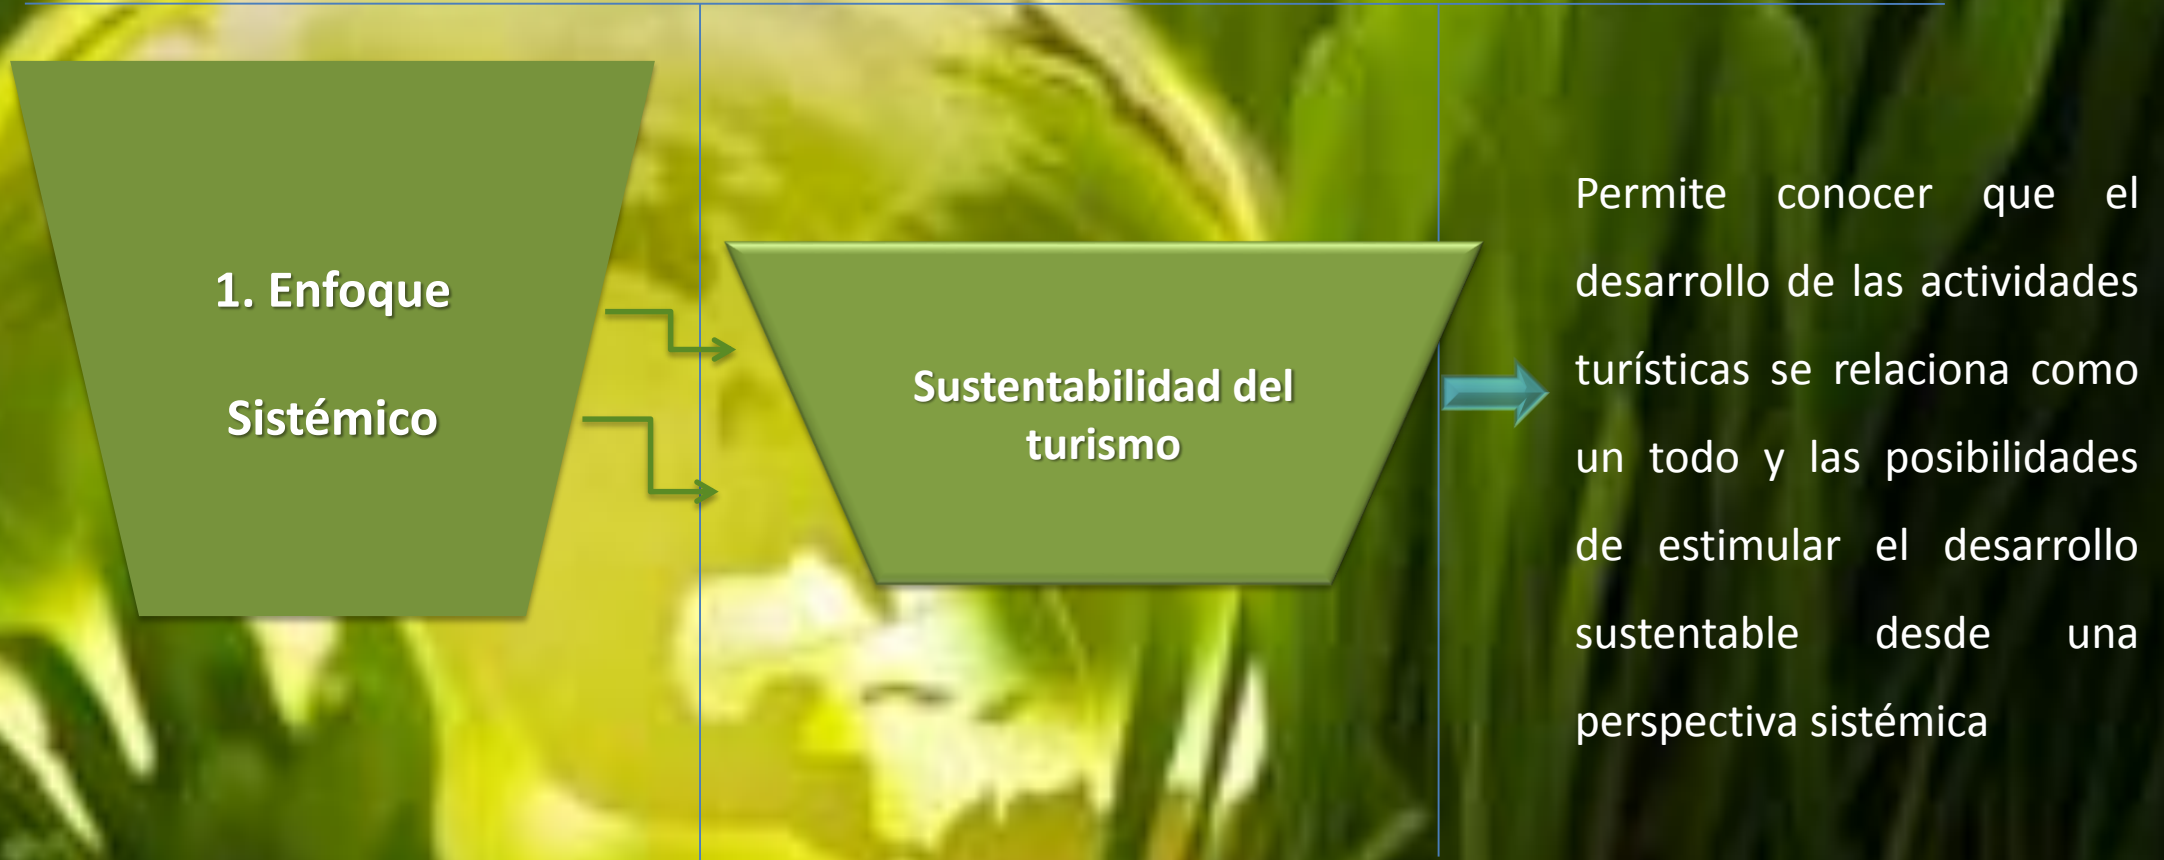 1. Enfoque
Sistémico
Sustentabilidad del
turismo
Permite conocer que el
desarrollo de las actividades
turísticas se relaciona como
un todo y las posibilidades
de estimular el desarrollo
sustentable desde una
perspectiva sistémica